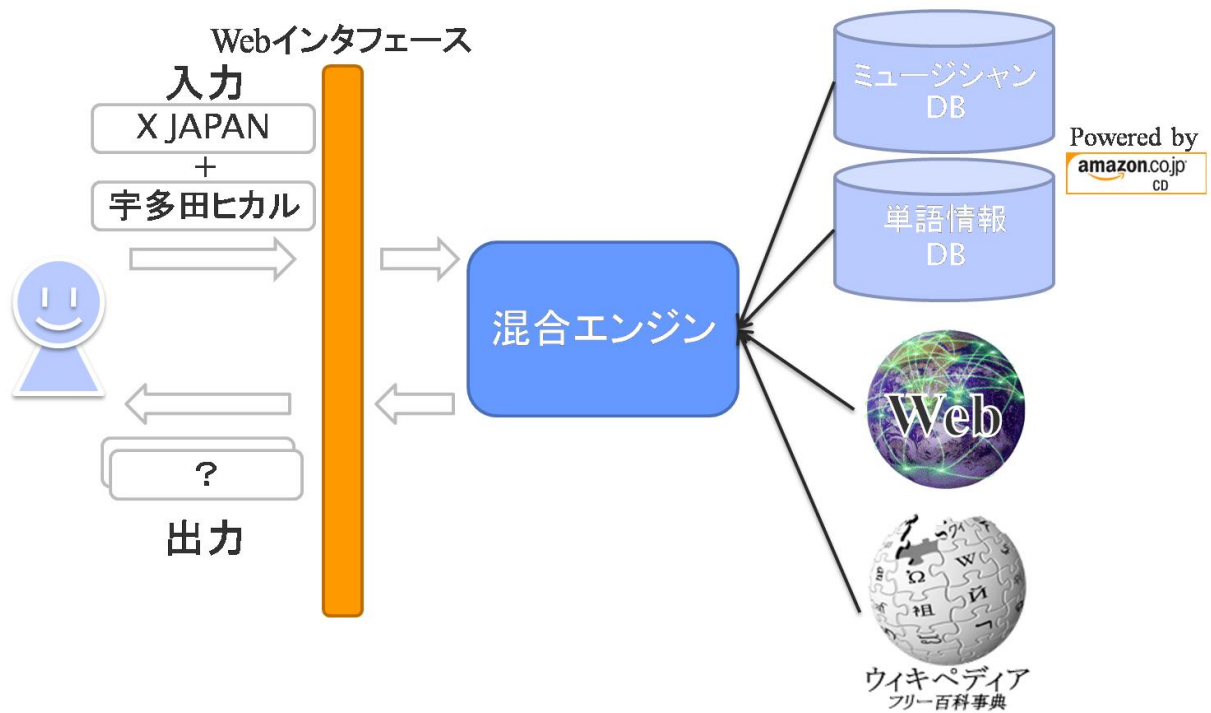 Webインタフェース
入力
X JAPAN
+
宇多田ヒカル
?
出力
混合エンジン
ミュージシャン
DB
単語情報
DB
Powered by
amazon.co.jp
CD
Web
Ω
W
祖
И
ウィキペディア
フリー百科事典